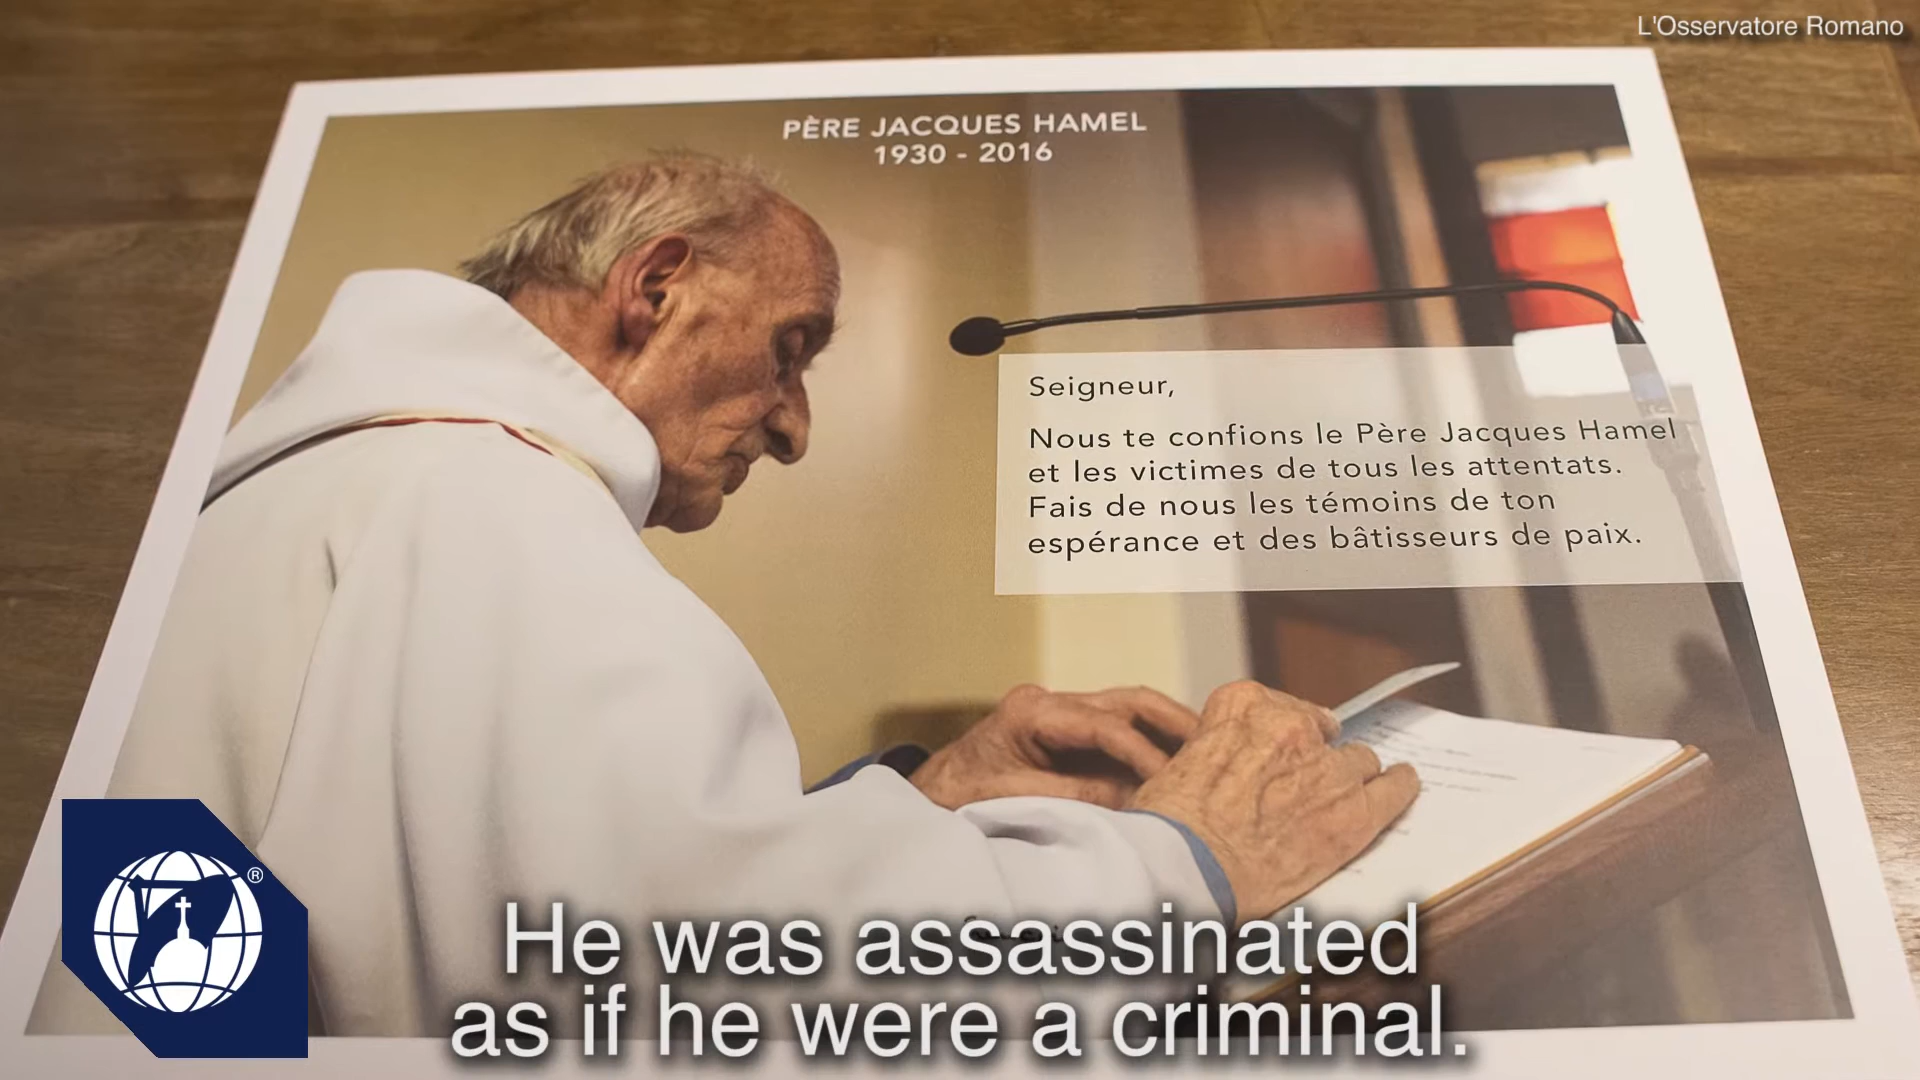 L'Osservatore Romano
PÈRE JACQUES HAMEL
1930 - 2016
Seigneur,
Nous te confions le Père Jacques Hamel
et les victimes de tous les attentats.
Fais de nous les témoins de ton
espérance et des bâtisseurs de paix.
®
He was assassinated
as if he were a criminal.